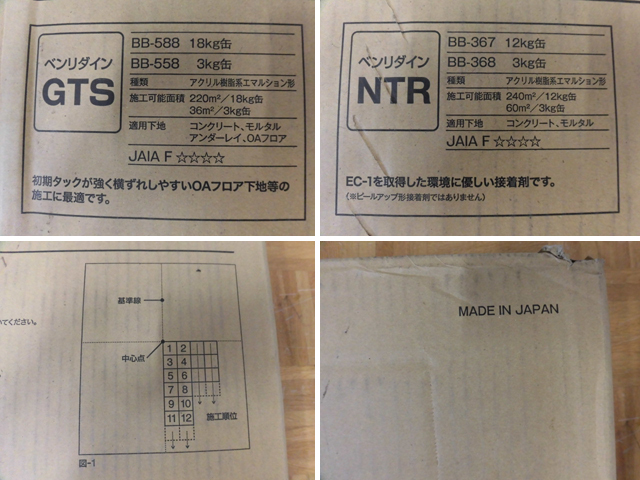 ベンリダイン
GTS
BB-588 18kg缶
BB-558 3kg缶
種類 アクリル樹脂系エマルション形
施工可能面積 220m²／18kg缶
36m²／3kg缶
適用下地 コンクリート、モルタル
アンダーレイ、OAフロア
JAIA F ☆☆☆☆
初期タックが強く横ずれしやすいOAフロア下地等の
施工に最適です。
ベンリダイン
NTR
BB-367 12kg缶
BB-368 3kg缶
種類 アクリル樹脂系エマルション形
施工可能面積 240m²／12kg缶
60m²／3kg缶
適用下地 コンクリート、モルタル
JAIA F ☆☆☆☆
EC-1を取得した環境に優しい接着剤です。
（※ピールアップ形接着剤ではありません）
いてください。
基準線
中心点
1 2
3 4
5 6
7 8
9 10
11 12
施工順位
図-1
MADE IN JAPAN